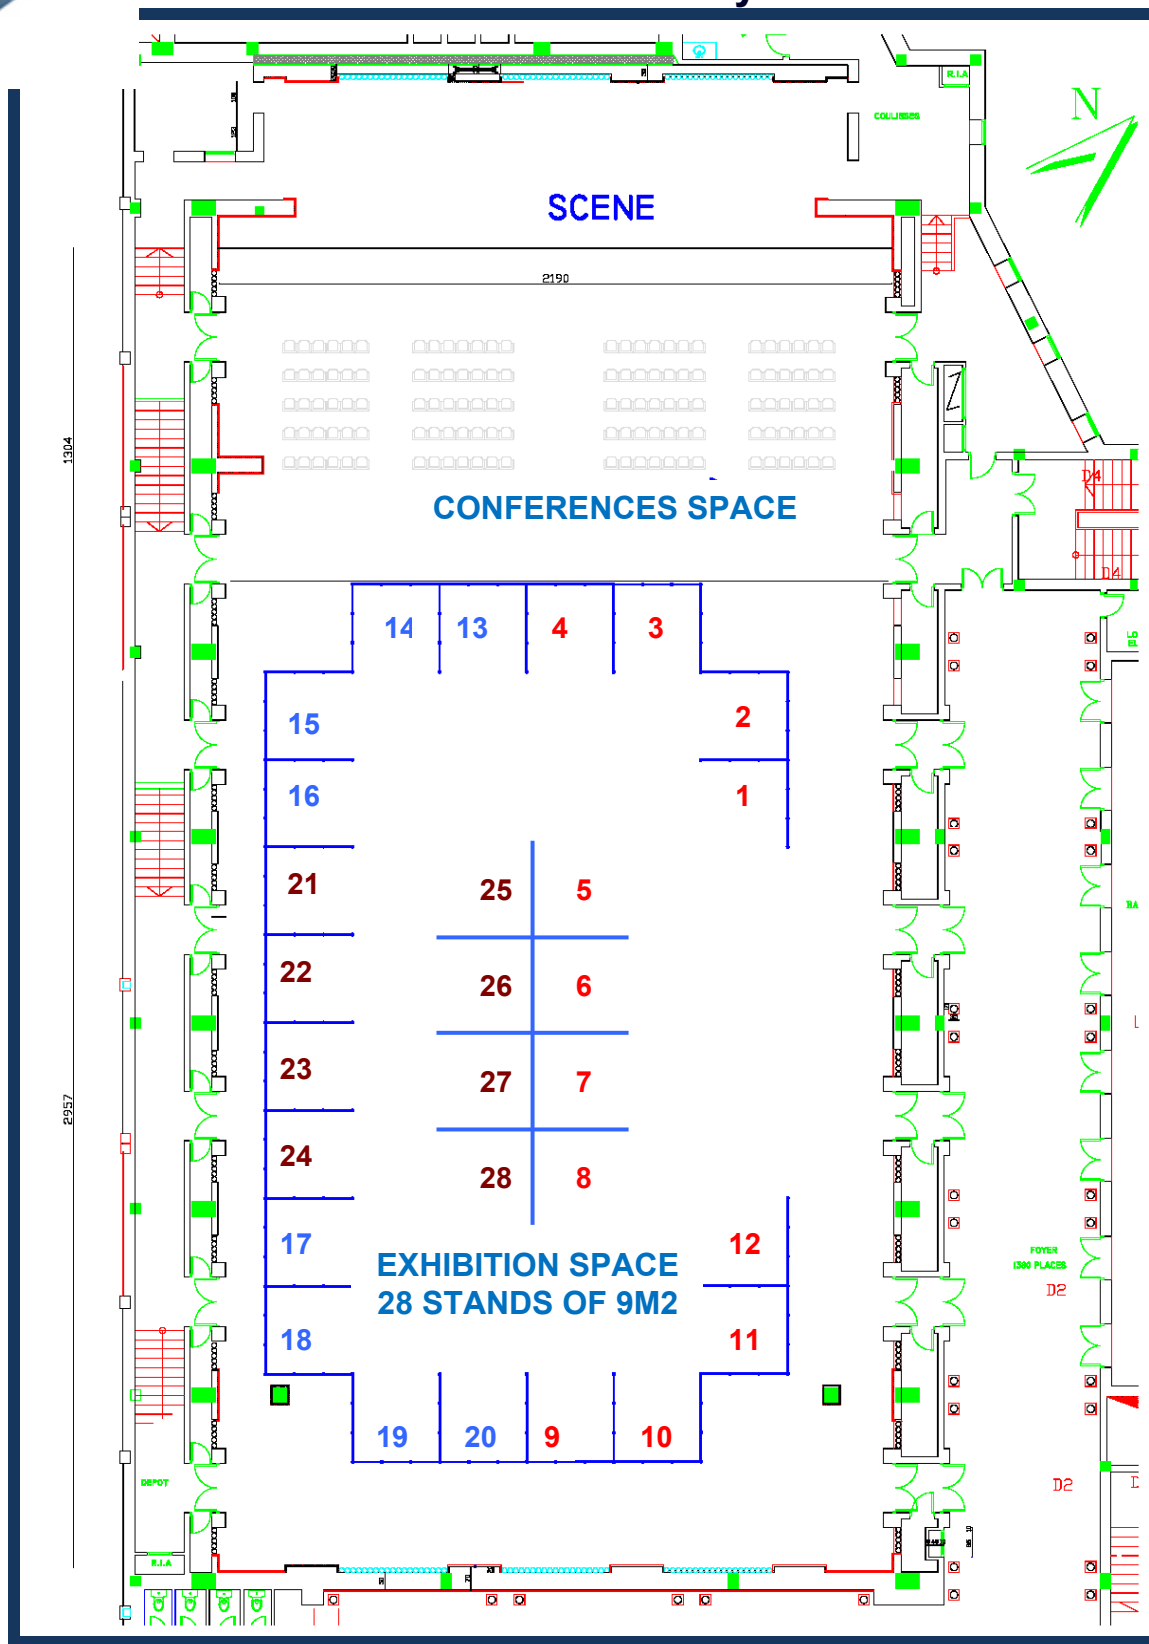 R.I.A
N
COULISSES
SCENE
2190
1304
CONFERENCES SPACE
D4
D4
14 13 4 3
15 2
16 1
21 25 5
22 26 6
23 27 7
2957
24 28 8
17 12
EXHIBITION SPACE
28 STANDS OF 9M2
FOYER
1380 PLACES
D2
18 11
19 20 9 10
DEPOT
D2
R.I.A